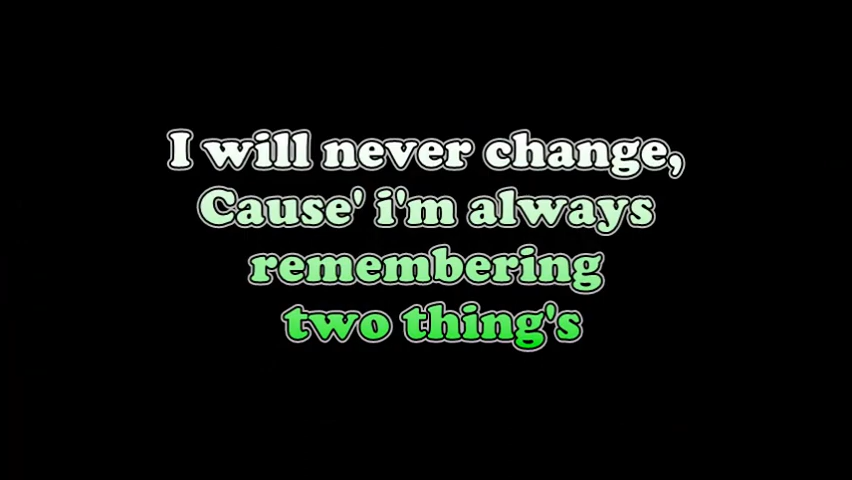 I will never change,
Cause' i'm always
remembering
two thing's